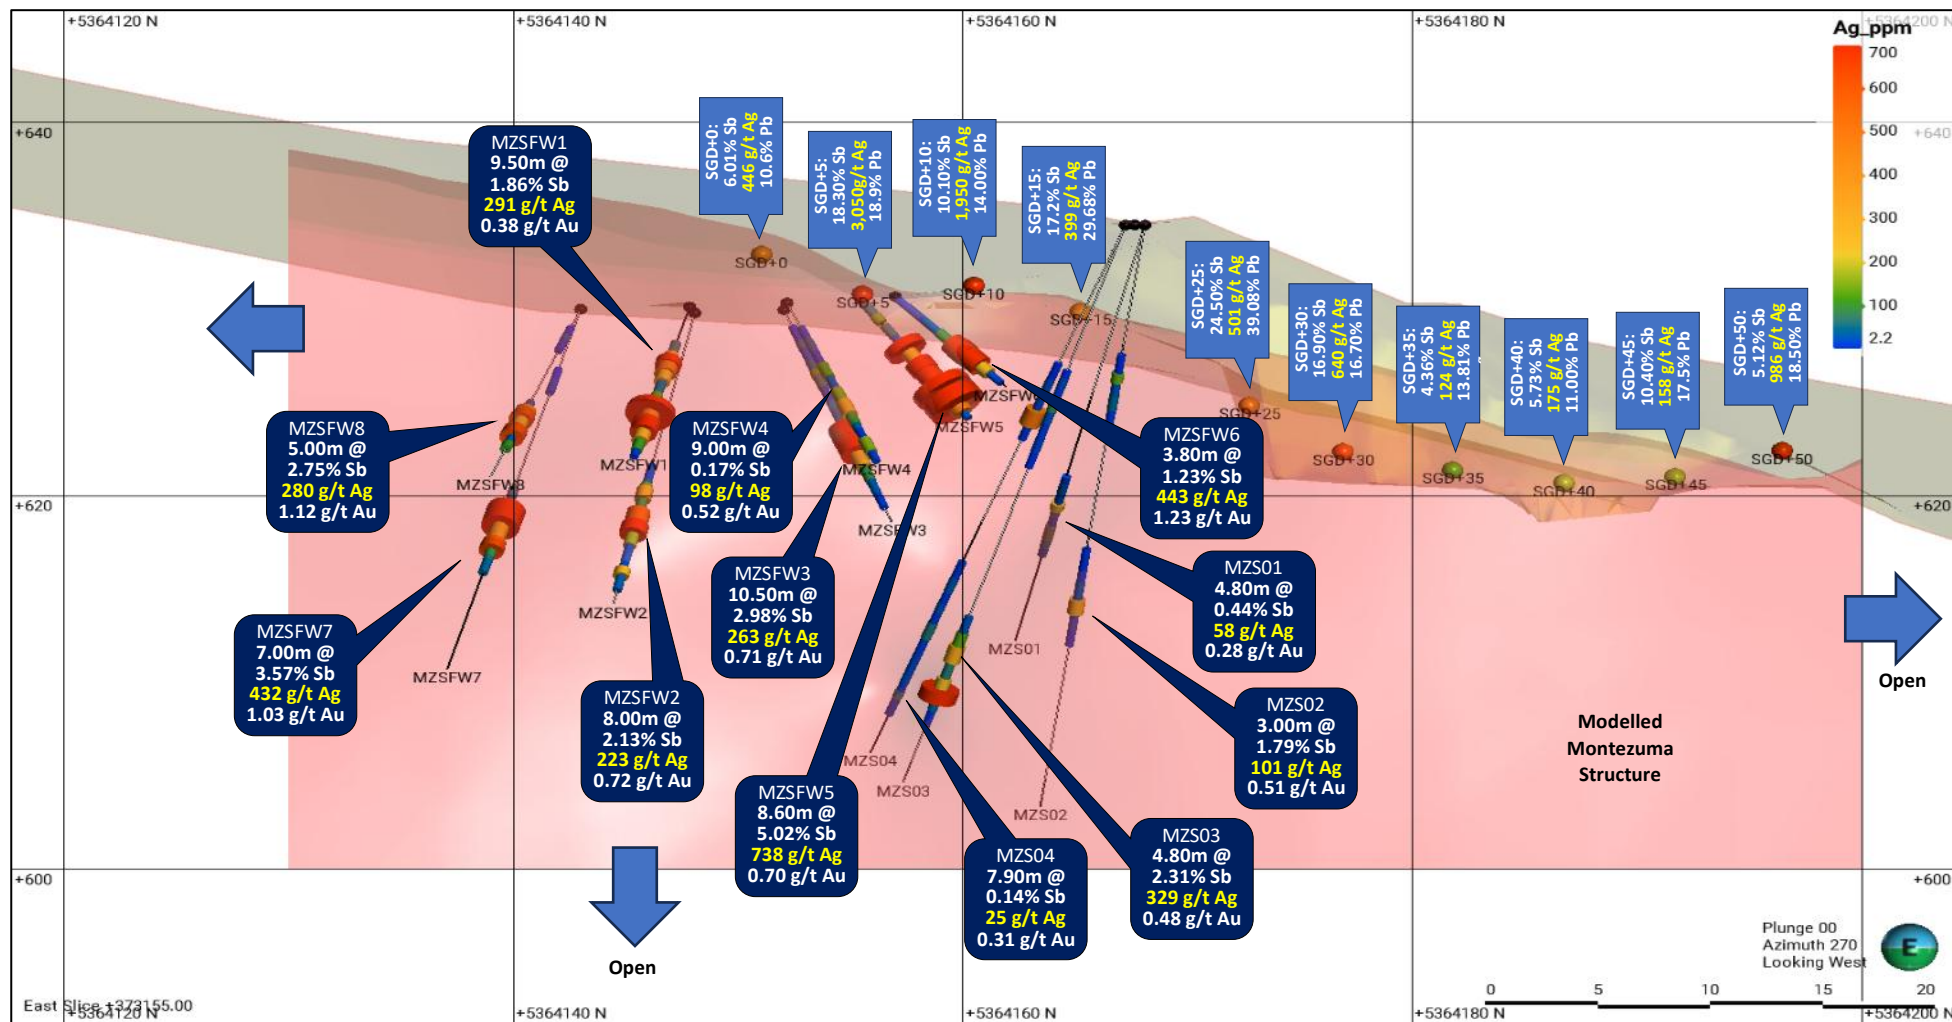 +5364120 N
+5364140 N
+5364160 N
+5364180 N
+5364200 N
Ag_ppm
700
600
500
400
300
200
100
2.2
+640
+640
+620
+620
+600
+600
SGD+0:
6.01% Sb
446 g/t Ag
10.6% Pb
SGD+5:
18.30% Sb
3,050g/t Ag
18.9% Pb
SGD+10:
10.10% Sb
1,950 g/t Ag
14.00% Pb
SGD+15:
17.2% Sb
399 g/t Ag
29.68% Pb
SGD+25:
24.50% Sb
501 g/t Ag
39.08% Pb
SGD+30:
16.90% Sb
640 g/t Ag
16.70% Pb
SGD+35:
4.36% Sb
124 g/t Ag
13.81% Pb
SGD+40:
5.73% Sb
175 g/t Ag
11.00% Pb
SGD+45:
10.40% Sb
158 g/t Ag
17.5% Pb
SGD+50:
5.12% Sb
986 g/t Ag
18.50% Pb
SGD+0
SGD+5
SGD+10
SGD+15
SGD+25
SGD+30
SGD+35
SGD+40
SGD+45
SGD+50
MZSFW1
9.50m @
1.86% Sb
291 g/t Ag
0.38 g/t Au
MZSFW8
5.00m @
2.75% Sb
280 g/t Ag
1.12 g/t Au
MZSFW4
9.00m @
0.17% Sb
98 g/t Ag
0.52 g/t Au
MZSFW6
3.80m @
1.23% Sb
443 g/t Ag
1.23 g/t Au
MZSFW3
10.50m @
2.98% Sb
263 g/t Ag
0.71 g/t Au
MZS01
4.80m @
0.44% Sb
58 g/t Ag
0.28 g/t Au
MZSFW7
7.00m @
3.57% Sb
432 g/t Ag
1.03 g/t Au
MZSFW2
8.00m @
2.13% Sb
223 g/t Ag
0.72 g/t Au
MZS02
3.00m @
1.79% Sb
101 g/t Ag
0.51 g/t Au
MZSFW5
8.60m @
5.02% Sb
738 g/t Ag
0.70 g/t Au
MZS04
7.90m @
0.14% Sb
25 g/t Ag
0.31 g/t Au
MZS03
4.80m @
2.31% Sb
329 g/t Ag
0.48 g/t Au
MZSFW8
MZSFW1
MZSFW4
MZSFW5
MZSFW6
MZSFW3
MZSFW2
MZSFW7
MZS01
MZS04
MZS03
MZS02
Open
Modelled
Montezuma
Structure
Open
Plunge 00
Azimuth 270
Looking West
E
0
5
10
15
20
East Slice +373155.00
+5364120 N
+5364140 N
+5364160 N
+5364180 N
+5364200 N